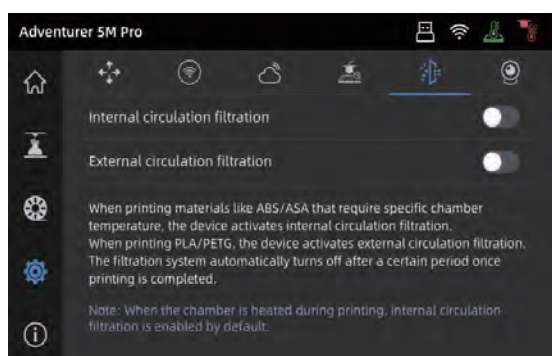 Adventurer 5M Pro
Internal circulation filtration
External circulation filtration
When printing materials like ABS/ASA that require specific chamber
temperature, the device activates internal circulation filtration.
When printing PLA/PETG, the device activates external circulation filtration.
The filtration system automatically turns off after a certain period once
printing is completed.
Note: When the chamber is heated during printing, internal circulation
filtration is enabled by default.